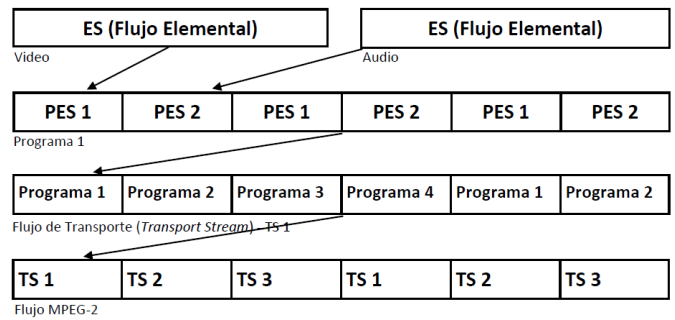 ES (Flujo Elemental) ES (Flujo Elemental)
Video Audio
PES 1 PES 2 PES 1 PES 2 PES 1 PES 2
Programa 1
Programa 1 Programa 2 Programa 3 Programa 4 Programa 1 Programa 2
Flujo de Transporte (Transport Stream) - TS 1
TS 1 TS 2 TS 3 TS 1 TS 2 TS 3
Flujo MPEG-2